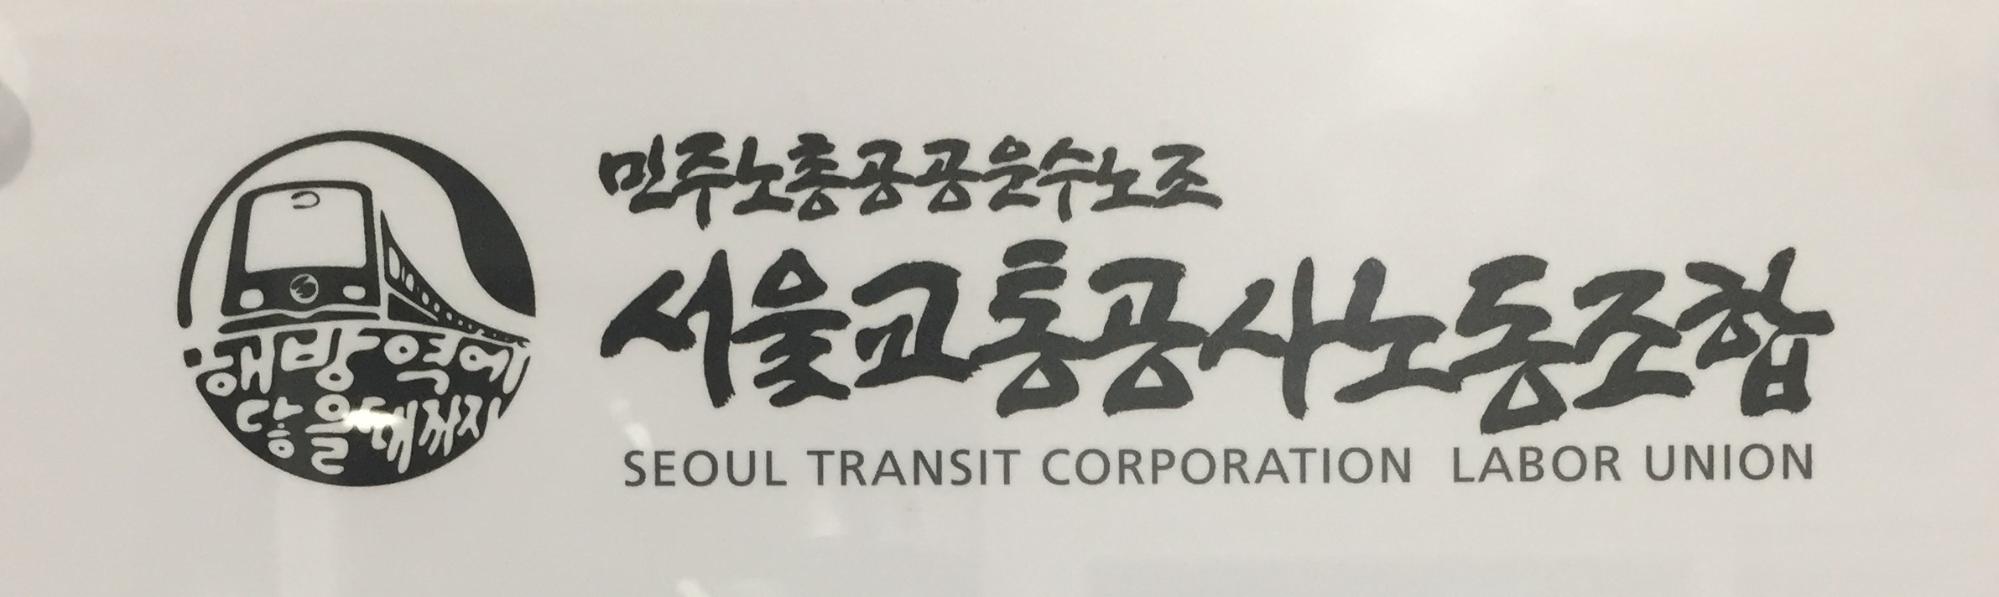 해방역에
닿을때까지
민주노총공공운수노조
서울교통공사노동조합
SEOUL TRANSIT CORPORATION LABOR UNION